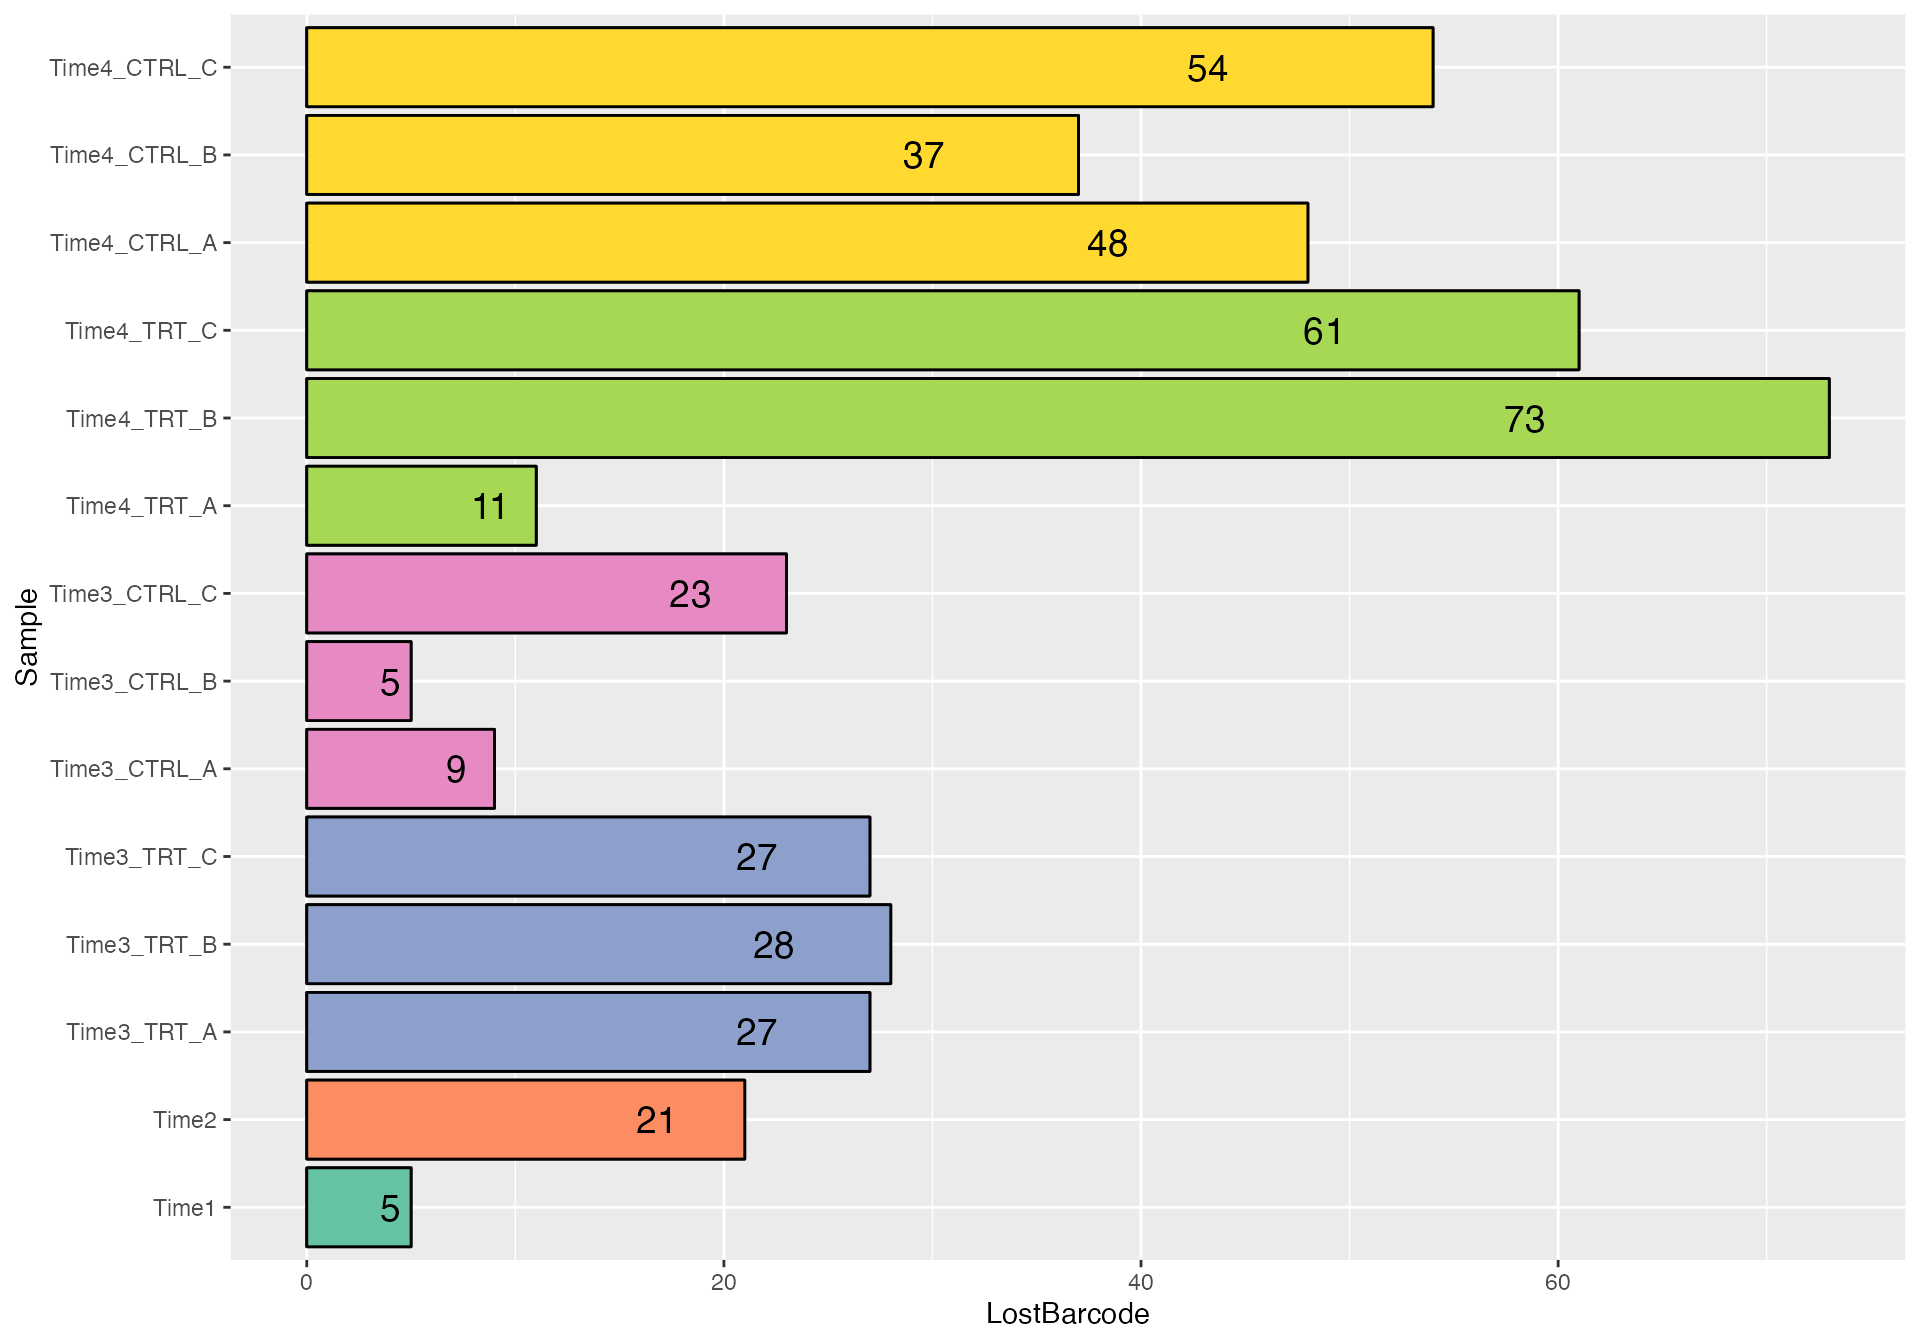 Time4_CTRL_C 54
Time4_CTRL_B 37
Time4_CTRL_A 48
Time4_TRT_C 61
Time4_TRT_B 73
Time4_TRT_A 11
Time3_CTRL_C 23
Sample
Time3_CTRL_B 5
Time3_CTRL_A 9
Time3_TRT_C 27
Time3_TRT_B 28
Time3_TRT_A 27
Time2 21
Time1 5
0 20 40 60
LostBarcode